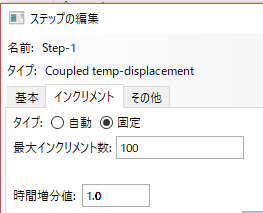 ステップの編集
名前: Step-1
タイプ: Coupled temp-displacement
基本 インクリメント その他
タイプ: 自動 固定
最大インクリメント数: 100
時間増分値: 1.0